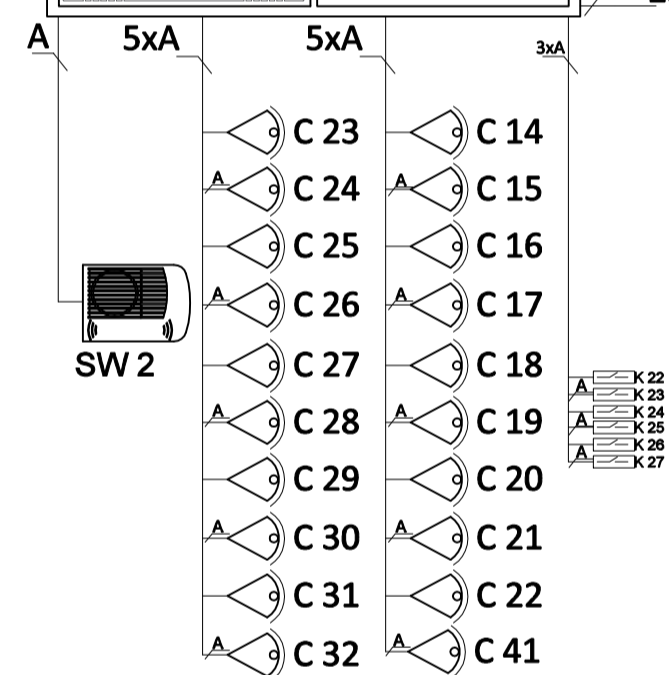 A 5xA 5xA 3xA
C 23 C 14
A C 24 A C 15
C 25 C 16
A C 26 A C 17
SW 2
C 27 C 18
K 22
A K 23
K 24
A K 25
K 26
A K 27
A C 28 A C 19
C 29 C 20
A C 30 A C 21
C 31 C 22
A C 32 A C 41